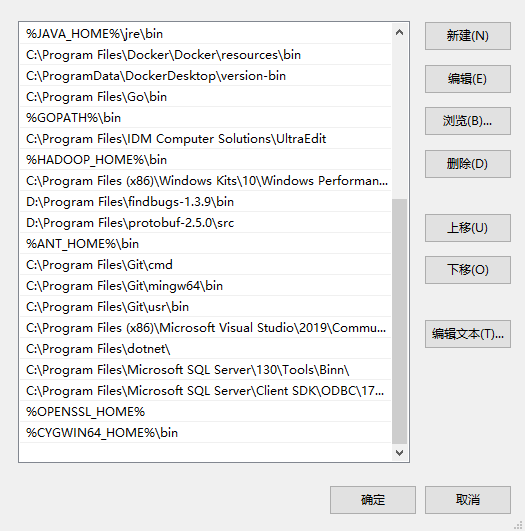 %JAVA_HOME%\jre\bin
C:\Program Files\Docker\Docker\resources\bin
C:\ProgramData\DockerDesktop\version-bin
C:\Program Files\Go\bin
%GOPATH%\bin
C:\Program Files\IDM Computer Solutions\UltraEdit
%HADOOP_HOME%\bin
C:\Program Files (x86)\Windows Kits\10\Windows Performan...
D:\Program Files\findbugs-1.3.9\bin
D:\Program Files\protobuf-2.5.0\src
%ANT_HOME%\bin
C:\Program Files\Git\cmd
C:\Program Files\Git\mingw64\bin
C:\Program Files\Git\usr\bin
C:\Program Files (x86)\Microsoft Visual Studio\2019\Commu...
C:\Program Files\dotnet\
C:\Program Files\Microsoft SQL Server\130\Tools\Binn\
C:\Program Files\Microsoft SQL Server\Client SDK\ODBC\17...
%OPENSSL_HOME%
%CYGWIN64_HOME%\bin
新建(N)
编辑(E)
浏览(B)...
删除(D)
上移(U)
下移(O)
编辑文本(T)...
确定
取消